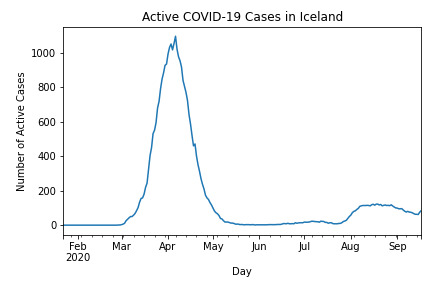 Active COVID-19 Cases in Iceland
Number of Active Cases
1000
800
600
400
200
0
Feb Mar Apr May Jun Jul Aug Sep
2020
Day